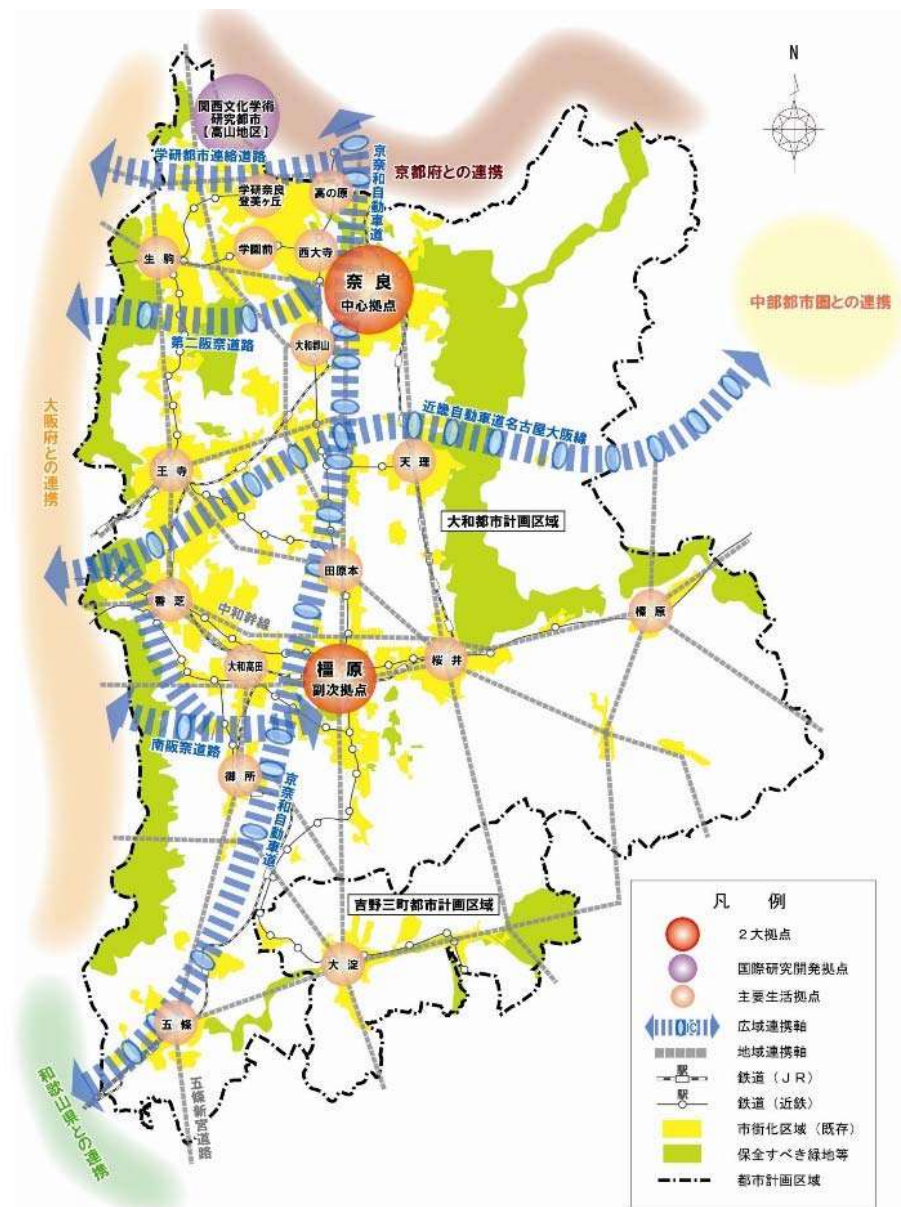 N
関西文化学術
研究都市
【高山地区】
学研都市連絡道路
京奈和自動車道
京都府との連携
学研奈良
登美ヶ丘
高の原
生駒
学園前
西大寺
奈良
中心拠点
中部都市圏との連携
第二阪奈道路
大和郡山
大阪府との連携
近畿自動車道名古屋大阪線
王寺
天理
大和都市計画区域
田原本
香芝
中和幹線
榛原
大和高田
橿原
副次拠点
桜井
南阪奈道路
御所
京奈和自動車道
吉野三町都市計画区域
大淀
五條
五條新宮道路
和歌山県との連携
凡例
2大拠点
国際研究開発拠点
主要生活拠点
IC
広域連携軸
地域連携軸
駅
鉄道(JR)
駅
鉄道(近鉄)
市街化区域(既存)
保全すべき緑地等
都市計画区域